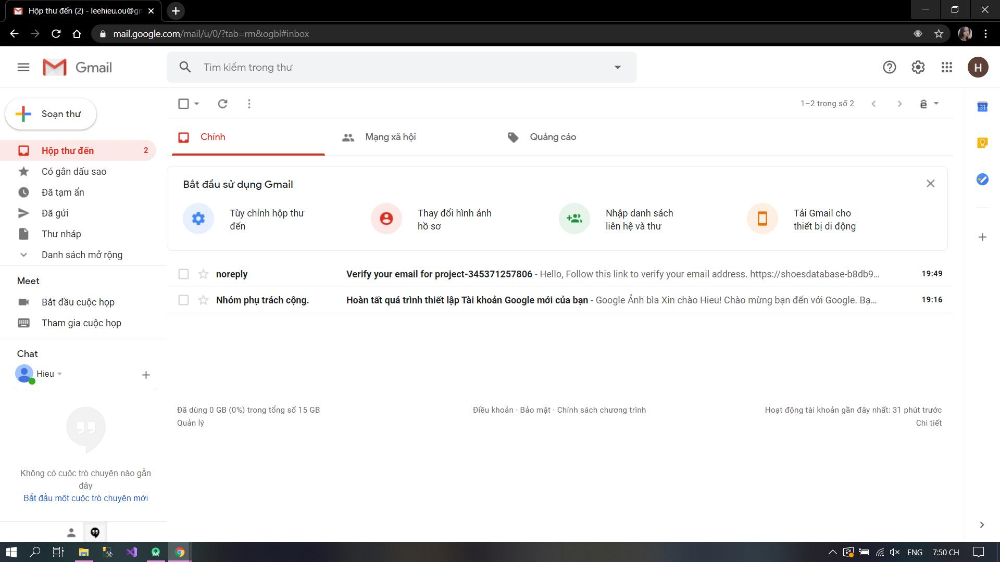 Hộp thư đến (2) - leehieu.ou@gm
mail.google.com/mail/u/0/?tab=rm&ogbl#inbox
Gmail
Tìm kiếm trong thư
H
Soạn thư
1–2 trong số 2
ê
31
Chính
Mạng xã hội
Quảng cáo
Hộp thư đến 2
Có gắn dấu sao
Đã tạm ẩn
Đã gửi
Thư nháp
Danh sách mở rộng
Bắt đầu sử dụng Gmail
Tùy chỉnh hộp thư
đến
Thay đổi hình ảnh
hồ sơ
Nhập danh sách
liên hệ và thư
Tải Gmail cho
thiết bị di động
noreply Verify your email for project-345371257806 - Hello, Follow this link to verify your email address. https://shoesdatabase-b8db9... 19:49
Nhóm phụ trách cộng. Hoàn tất quá trình thiết lập Tài khoản Google mới của bạn - Google Ảnh bìa Xin chào Hieu! Chào mừng bạn đến với Google. Bạ... 19:16
Meet
Bắt đầu cuộc họp
Tham gia cuộc họp
Chat
Hieu
Không có cuộc trò chuyện nào gần
đây
Bắt đầu một cuộc trò chuyện mới
Đã dùng 0 GB (0%) trong tổng số 15 GB
Quản lý
Điều khoản · Bảo mật · Chính sách chương trình
Hoạt động tài khoản gần đây nhất: 31 phút trước
Chi tiết
ENG
7:50 CH